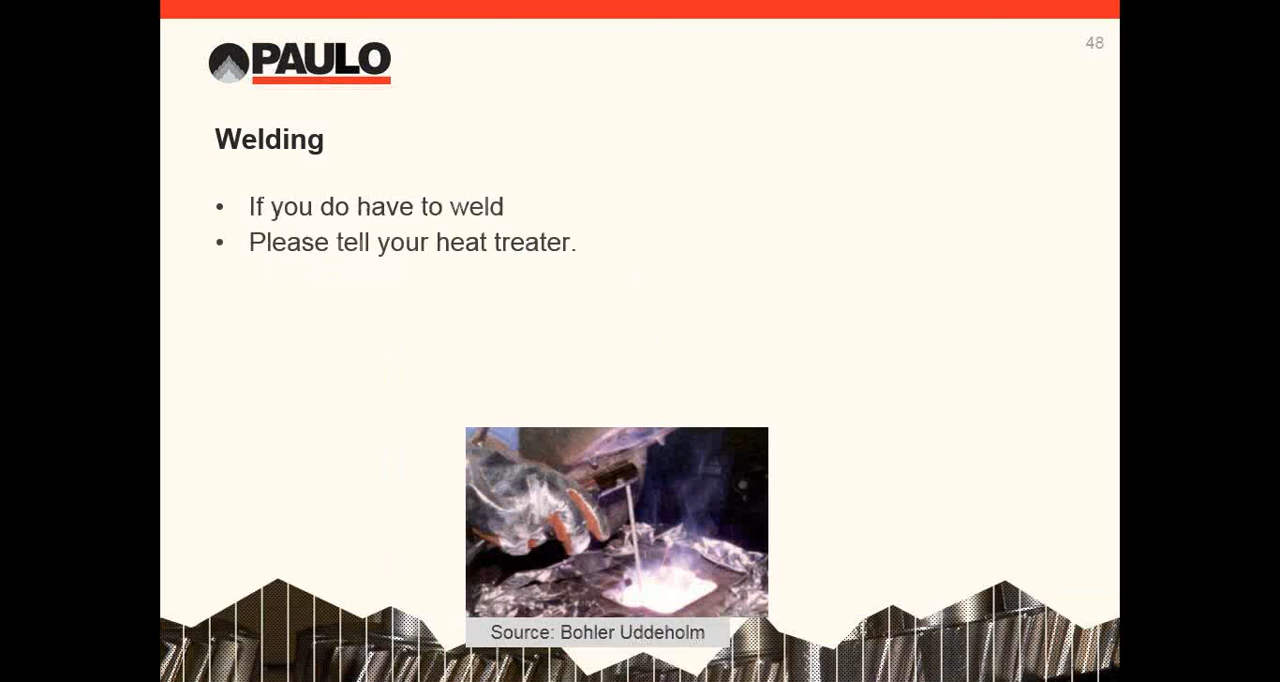 48
PAULO
Welding
• If you do have to weld
• Please tell your heat treater.
Source: Bohler Uddeholm